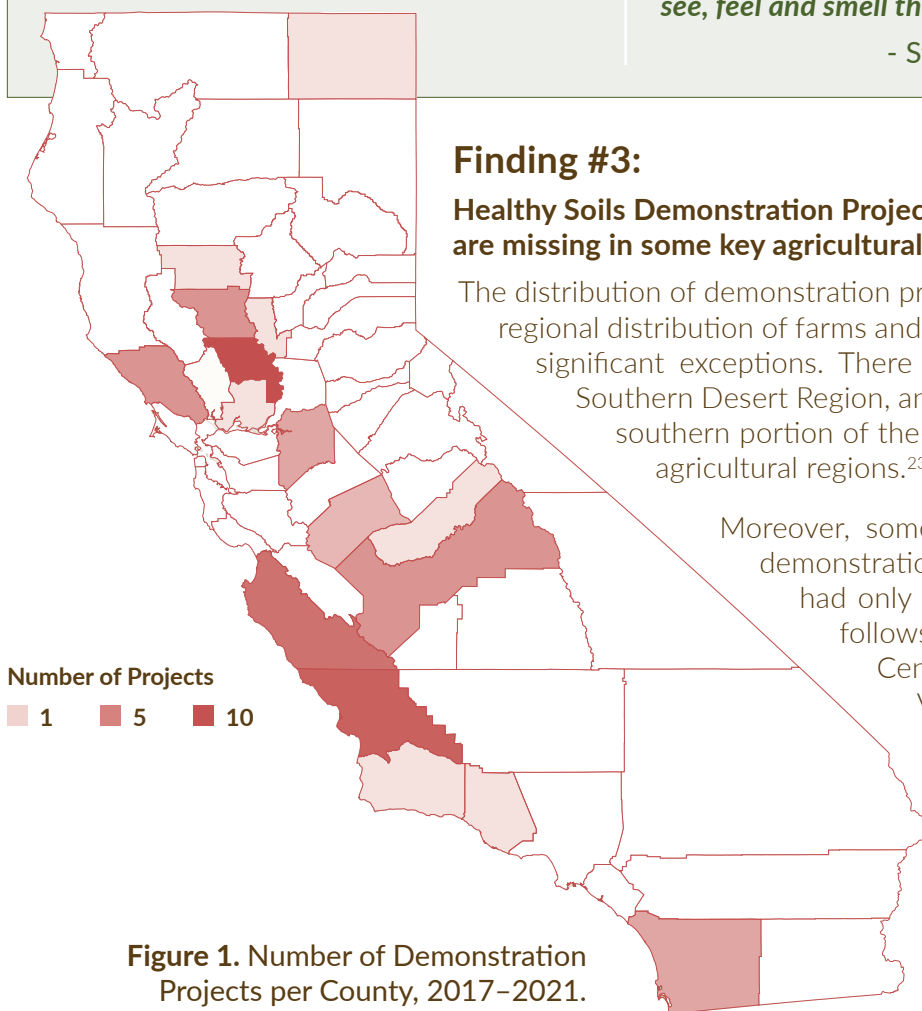 see, feel and smell th
- S
Finding #3:
Healthy Soils Demonstration Projec
are missing in some key agricultural
The distribution of demonstration pr
regional distribution of farms and
significant exceptions. There
Southern Desert Region, an
southern portion of the
agricultural regions.23
Moreover, some
demonstratio
had only
follows
Cen
Number of Projects
1 5 10
Figure 1. Number of Demonstration
Projects per County, 2017–2021.